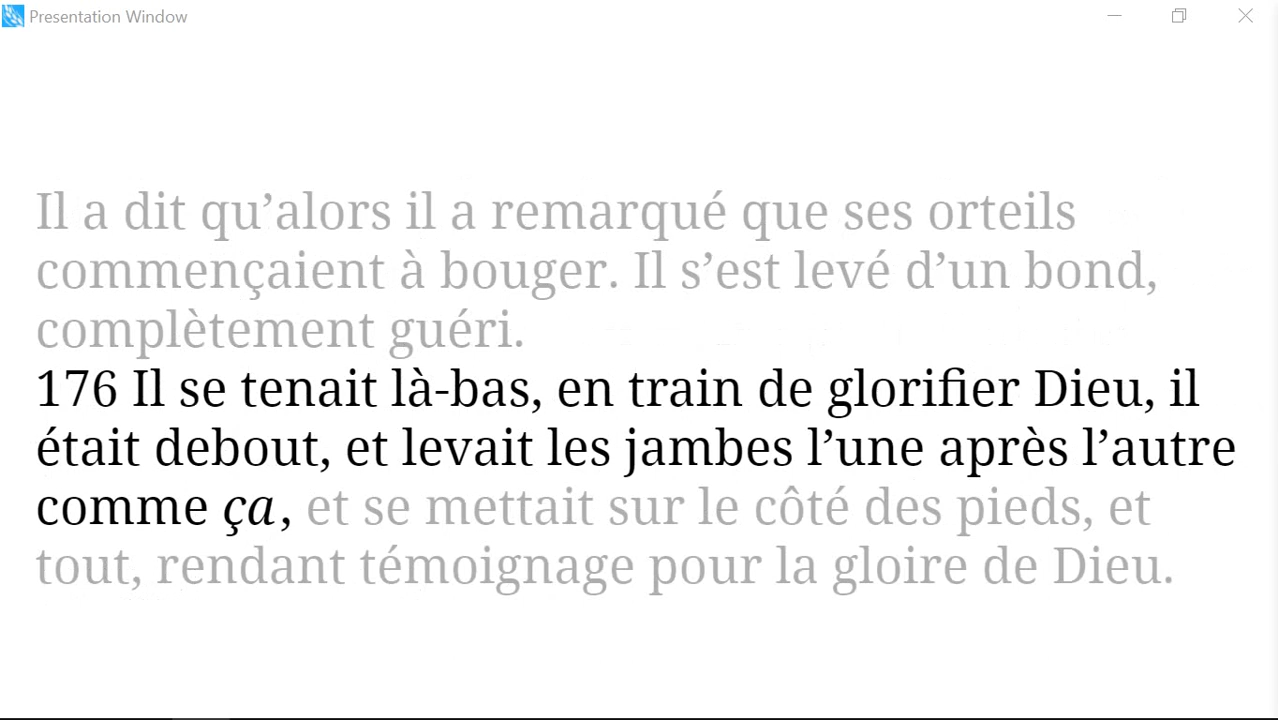 Presentation Window
Il a dit qu’alors il a remarqué que ses orteils
commençaient à bouger. Il s’est levé d’un bond,
complètement guéri.
176 Il se tenait là-bas, en train de glorifier Dieu, il
était debout, et levait les jambes l’une après l’autre
comme ça, et se mettait sur le côté des pieds, et
tout, rendant témoignage pour la gloire de Dieu.